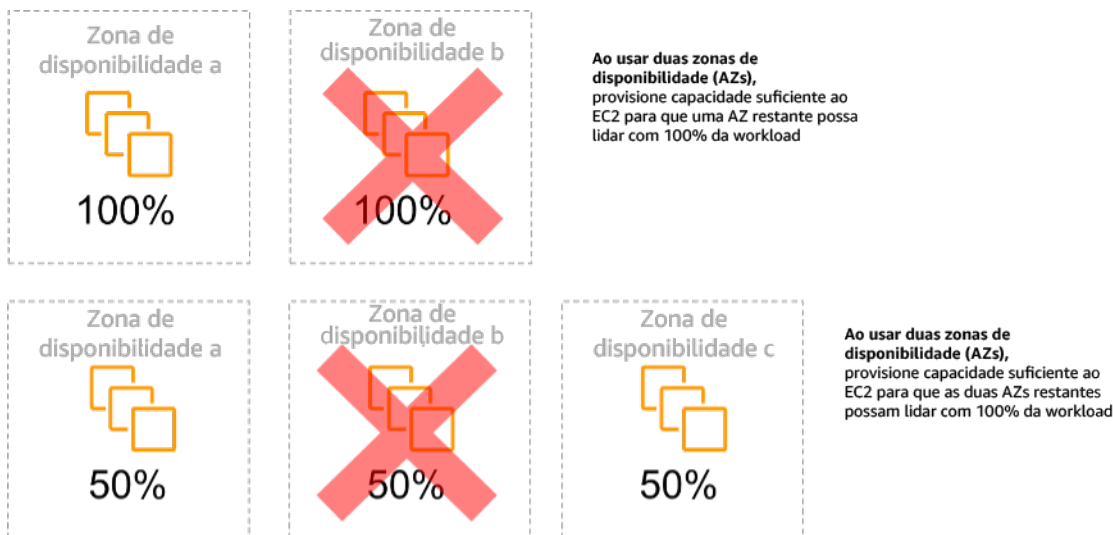 Zona de
disponibilidade a
100%
Zona de
disponibilidade b
100%
Ao usar duas zonas de
disponibilidade (AZs),
provisione capacidade suficiente ao
EC2 para que uma AZ restante possa
lidar com 100% da workload
Zona de
disponibilidade a
50%
Zona de
disponibilidade b
50%
Zona de
disponibilidade c
50%
Ao usar duas zonas de
disponibilidade (AZs),
provisione capacidade suficiente ao
EC2 para que as duas AZs restantes
possam lidar com 100% da workload